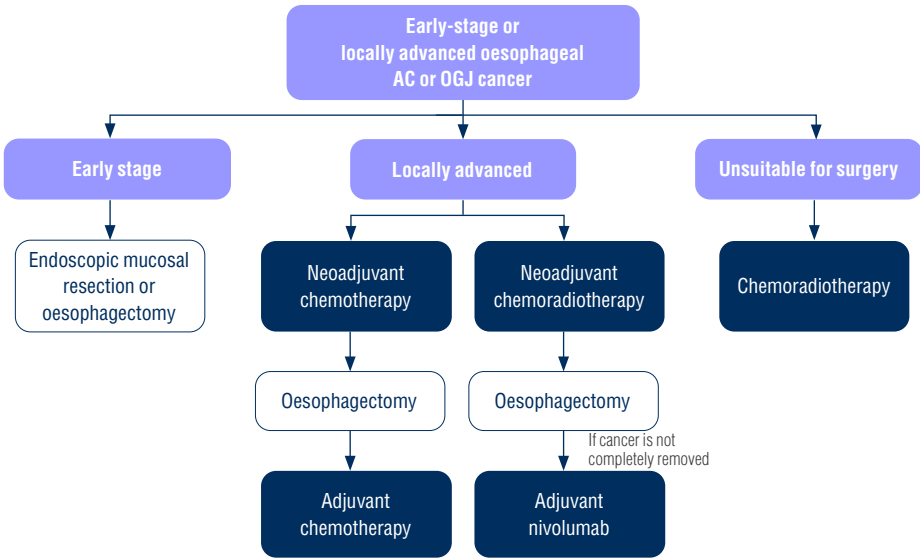 Early-stage or
locally advanced oesophageal
AC or OGJ cancer
Early stage
Locally advanced
Unsuitable for surgery
Endoscopic mucosal
resection or
oesophagectomy
Neoadjuvant
chemotherapy
Neoadjuvant
chemoradiotherapy
Chemoradiotherapy
Oesophagectomy
Oesophagectomy
If cancer is not
completely removed
Adjuvant
chemotherapy
Adjuvant
nivolumab